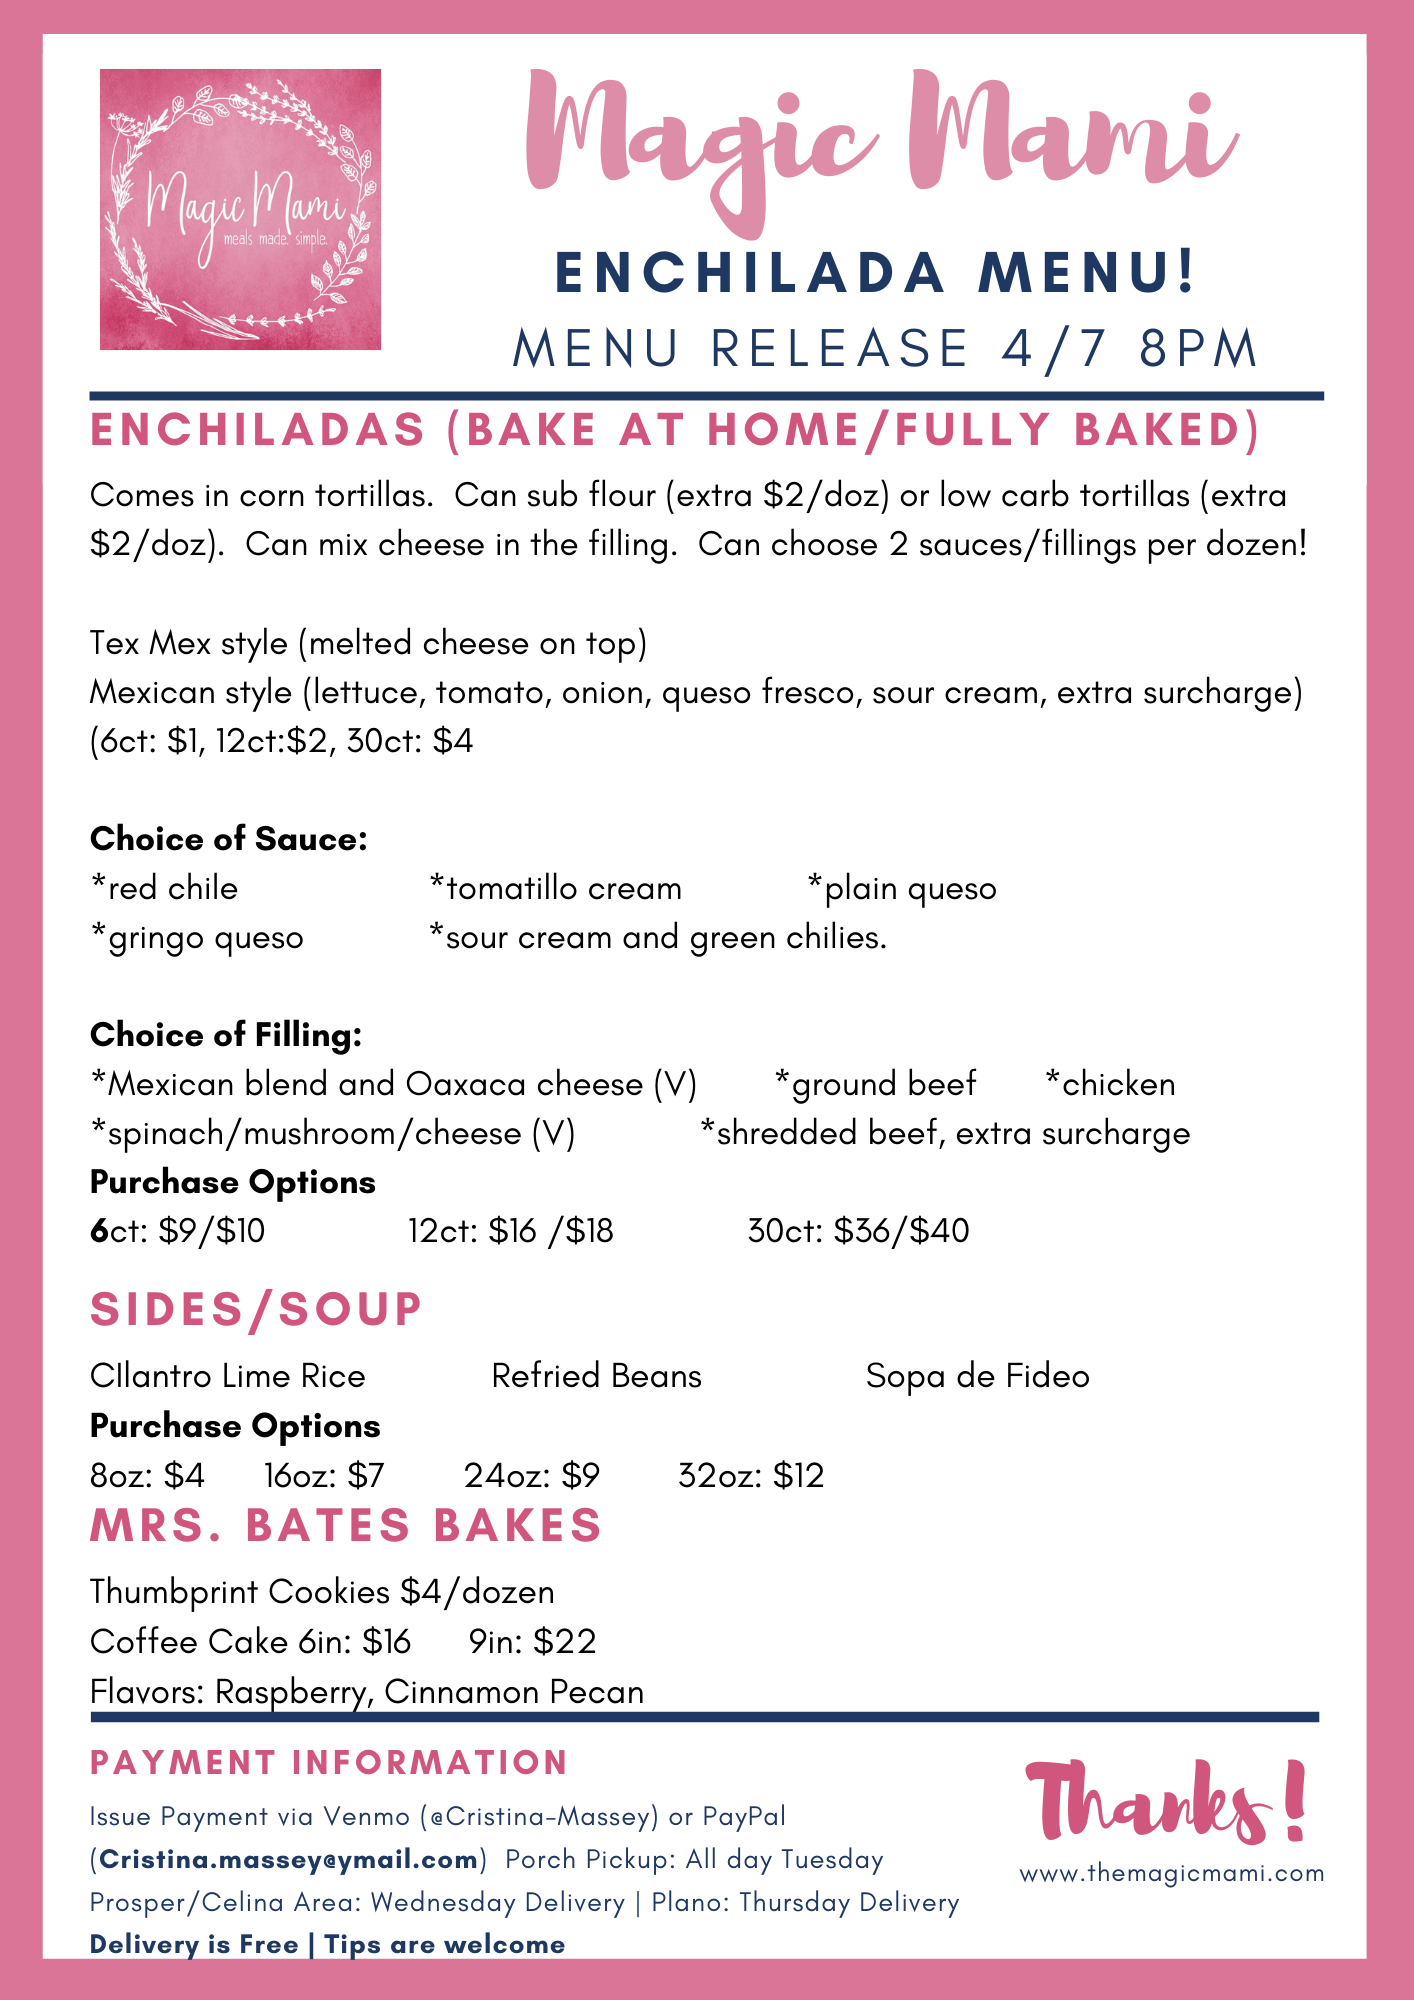 Magic Mami
meals made. simple.
Magic Mami
ENCHILADA MENU!
MENU RELEASE 4/7 8PM
ENCHILADAS (BAKE AT HOME/FULLY BAKED)
Comes in corn tortillas. Can sub flour (extra $2/doz) or low carb tortillas (extra
$2/doz). Can mix cheese in the filling. Can choose 2 sauces/fillings per dozen!
Tex Mex style (melted cheese on top)
Mexican style (lettuce, tomato, onion, queso fresco, sour cream, extra surcharge)
(6ct: $1, 12ct:$2, 30ct: $4
Choice of Sauce:
*red chile *tomatillo cream *plain queso
*gringo queso *sour cream and green chilies.
Choice of Filling:
*Mexican blend and Oaxaca cheese (V) *ground beef *chicken
*spinach/mushroom/cheese (V) *shredded beef, extra surcharge
Purchase Options
6ct: $9/$10 12ct: $16 /$18 30ct: $36/$40
SIDES/SOUP
CIlantro Lime Rice Refried Beans Sopa de Fideo
Purchase Options
8oz: $4 16oz: $7 24oz: $9 32oz: $12
MRS. BATES BAKES
Thumbprint Cookies $4/dozen
Coffee Cake 6in: $16 9in: $22
Flavors: Raspberry, Cinnamon Pecan
PAYMENT INFORMATION
Issue Payment via Venmo (@Cristina-Massey) or PayPal
(Cristina.massey@ymail.com) Porch Pickup: All day Tuesday
Prosper/Celina Area: Wednesday Delivery | Plano: Thursday Delivery
Delivery is Free | Tips are welcome
Thanks!
www.themagicmami.com